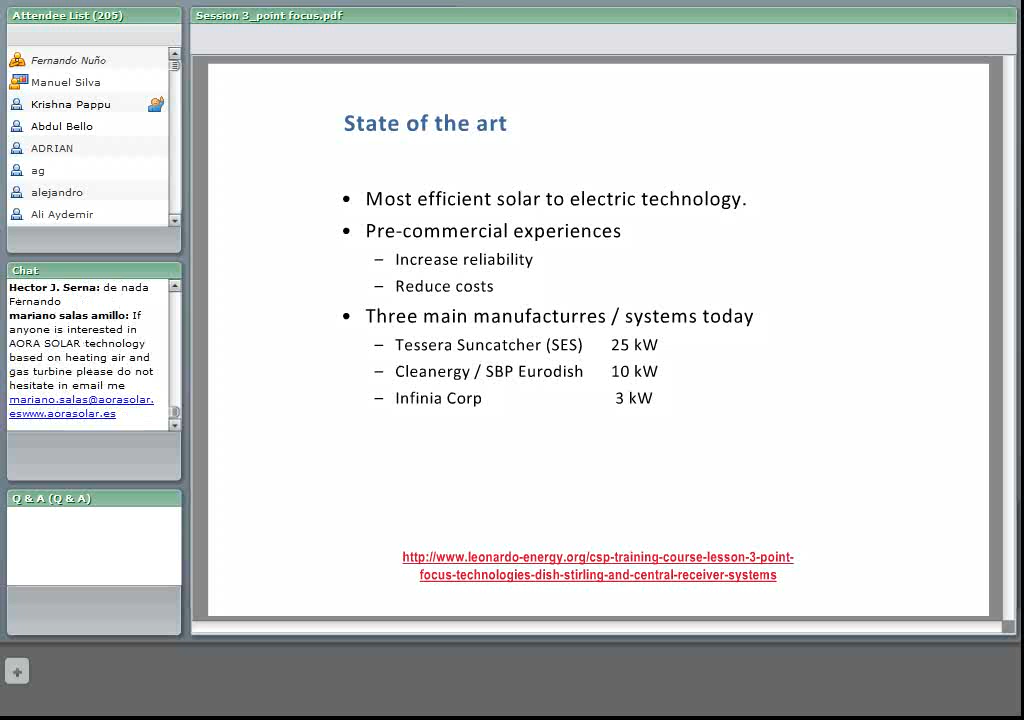 Attendee List (205)
Fernando Nuño
Manuel Silva
Krishna Pappu
Abdul Bello
ADRIAN
ag
alejandro
Ali Aydemir
Chat
Hector J. Serna: de nada
Fernando
mariano salas amillo: If
anyone is interested in
AORA SOLAR technology
based on heating air and
gas turbine please do not
hesitate in email me
mariano.salas@aorasolar.
eswww.aorasolar.es
Q & A (Q & A)
Session 3_point focus.pdf
State of the art
• Most efficient solar to electric technology.
• Pre-commercial experiences
– Increase reliability
– Reduce costs
• Three main manufacturres / systems today
– Tessera Suncatcher (SES) 25 kW
– Cleanergy / SBP Eurodish 10 kW
– Infinia Corp 3 kW
http://www.leonardo-energy.org/csp-training-course-lesson-3-point-
focus-technologies-dish-stirling-and-central-receiver-systems